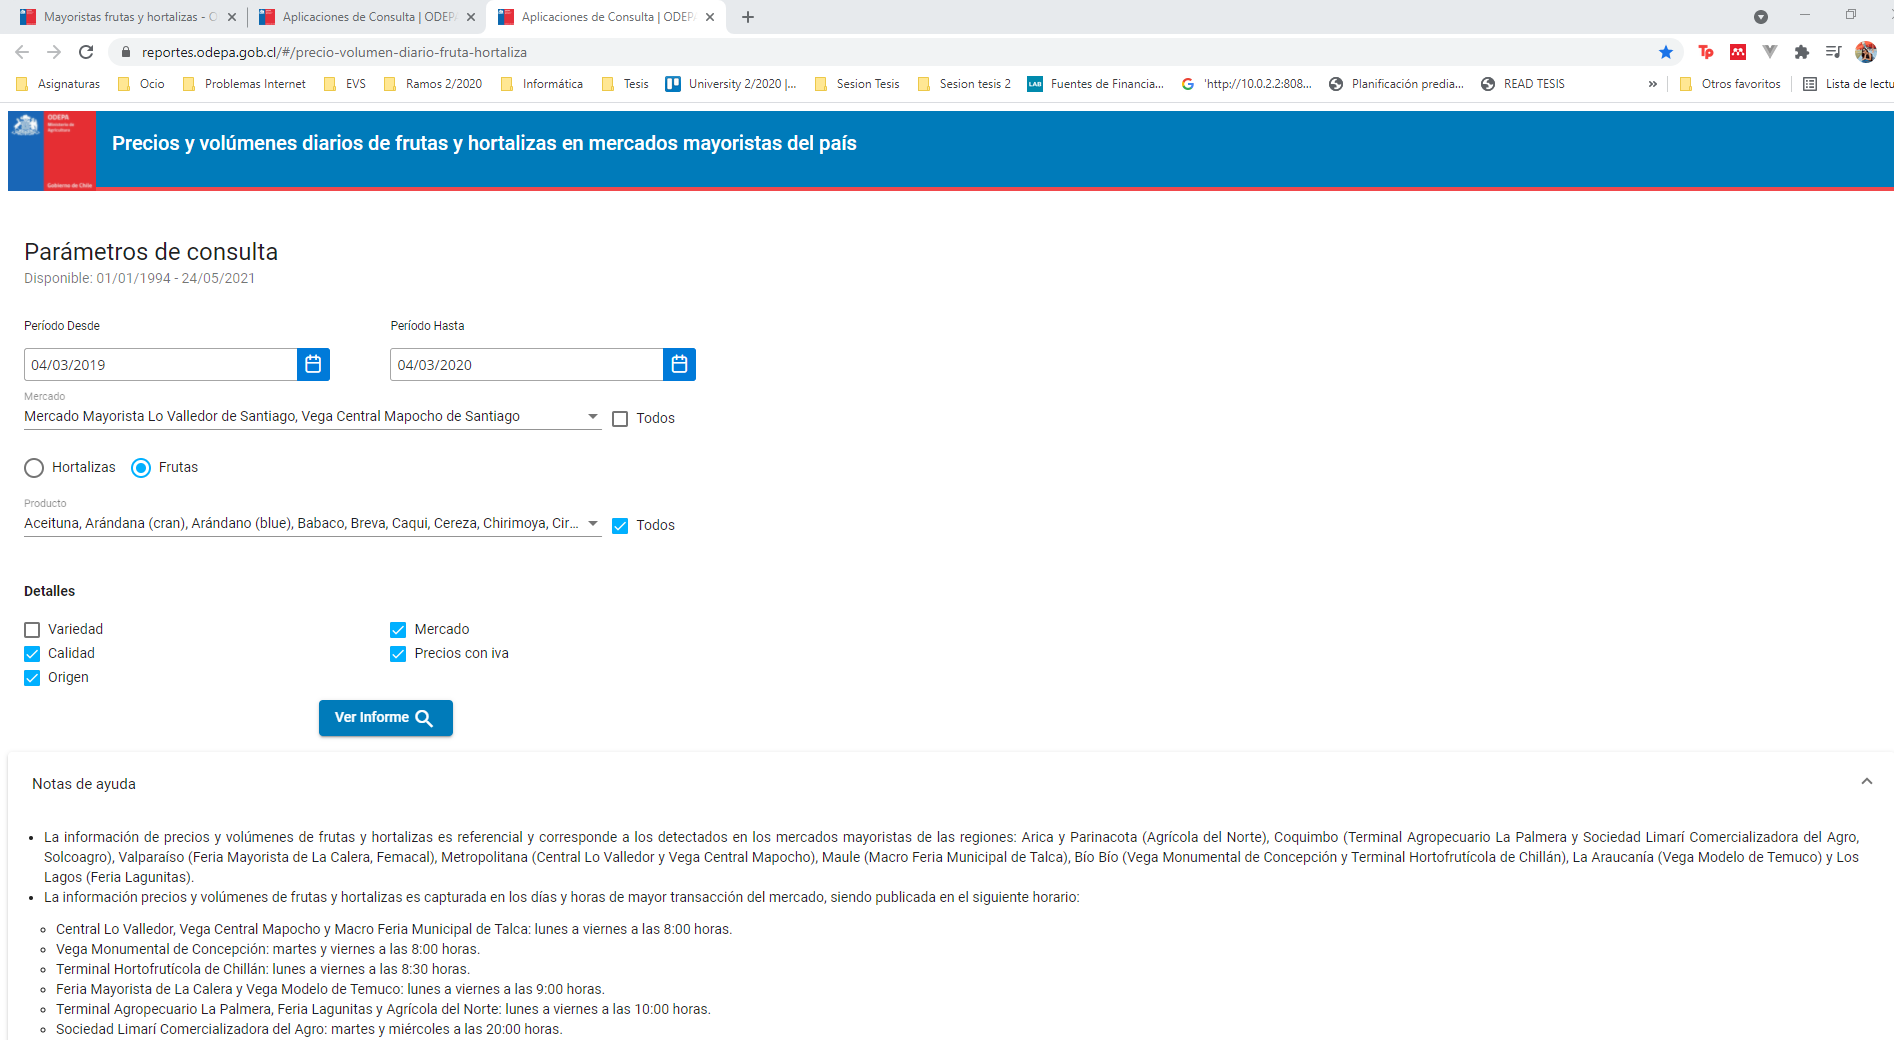 Mayoristas frutas y hortalizas - O
Aplicaciones de Consulta | ODEP
Aplicaciones de Consulta | ODEP
reportes.odepa.gob.cl/#/precio-volumen-diario-fruta-hortaliza
Asignaturas
Ocio
Problemas Internet
EVS
Ramos 2/2020
Informática
Tesis
University 2/2020 |...
Sesion Tesis
Sesion tesis 2
LAB
Fuentes de Financia...
'http://10.0.2.2:808...
Planificación predia...
READ TESIS
»
Otros favoritos
Lista de lectu
ODEPA
Ministerio de
Agricultura
Gobierno de Chile
Precios y volúmenes diarios de frutas y hortalizas en mercados mayoristas del país
Parámetros de consulta
Disponible: 01/01/1994 - 24/05/2021
Período Desde
Período Hasta
04/03/2019
04/03/2020
Mercado
Mercado Mayorista Lo Valledor de Santiago, Vega Central Mapocho de Santiago
Todos
Hortalizas
Frutas
Producto
Aceituna, Arándana (cran), Arándano (blue), Babaco, Breva, Caqui, Cereza, Chirimoya, Cir...
Todos
Detalles
Variedad
Mercado
Calidad
Precios con iva
Origen
Ver Informe
Notas de ayuda
• La información de precios y volúmenes de frutas y hortalizas es referencial y corresponde a los detectados en los mercados mayoristas de las regiones: Arica y Parinacota (Agrícola del Norte), Coquimbo (Terminal Agropecuario La Palmera y Sociedad Limarí Comercializadora del Agro,
Solcoagro), Valparaíso (Feria Mayorista de La Calera, Femacal), Metropolitana (Central Lo Valledor y Vega Central Mapocho), Maule (Macro Feria Municipal de Talca), Bío Bío (Vega Monumental de Concepción y Terminal Hortofrutícola de Chillán), La Araucanía (Vega Modelo de Temuco) y Los
Lagos (Feria Lagunitas).
• La información precios y volúmenes de frutas y hortalizas es capturada en los días y horas de mayor transacción del mercado, siendo publicada en el siguiente horario:
Central Lo Valledor, Vega Central Mapocho y Macro Feria Municipal de Talca: lunes a viernes a las 8:00 horas.
Vega Monumental de Concepción: martes y viernes a las 8:00 horas.
Terminal Hortofrutícola de Chillán: lunes a viernes a las 8:30 horas.
Feria Mayorista de La Calera y Vega Modelo de Temuco: lunes a viernes a las 9:00 horas.
Terminal Agropecuario La Palmera, Feria Lagunitas y Agrícola del Norte: lunes a viernes a las 10:00 horas.
Sociedad Limarí Comercializadora del Agro: martes y miércoles a las 20:00 horas.